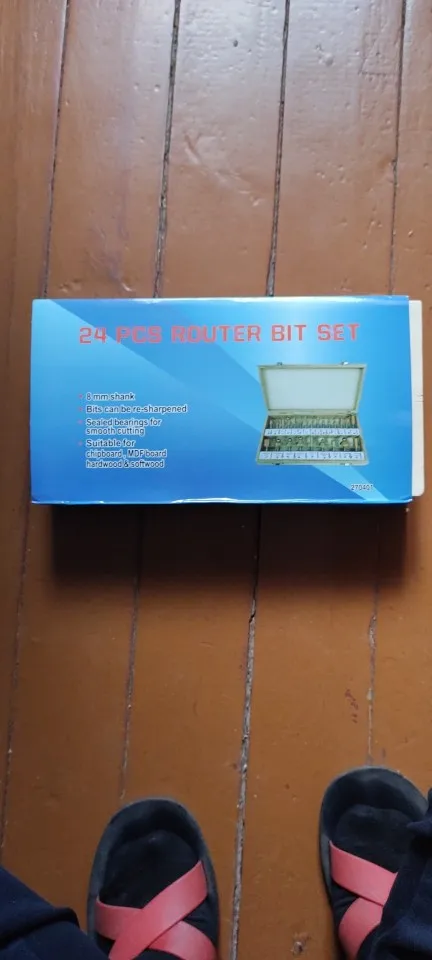 24 PCS ROUTER BIT SET
8 mm shank
Bits can be re-sharpened
Sealed bearings for
smooth cutting
Suitable for
chipboard, MDF board
hardwood & softwood